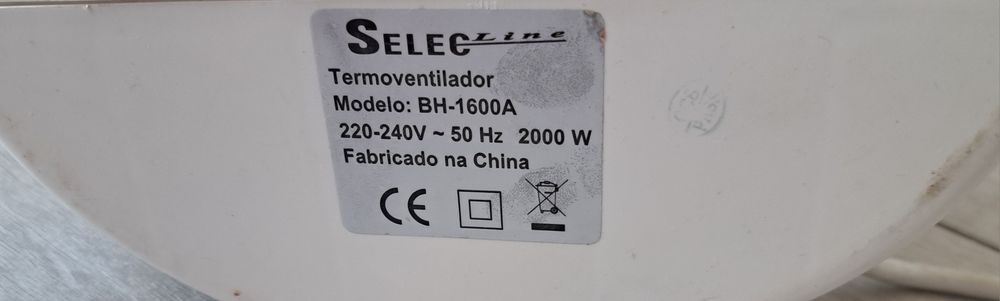 SELECLine
Termoventilador
Modelo: BH-1600A
220-240V ~ 50 Hz 2000 W
Fabricado na China
CE